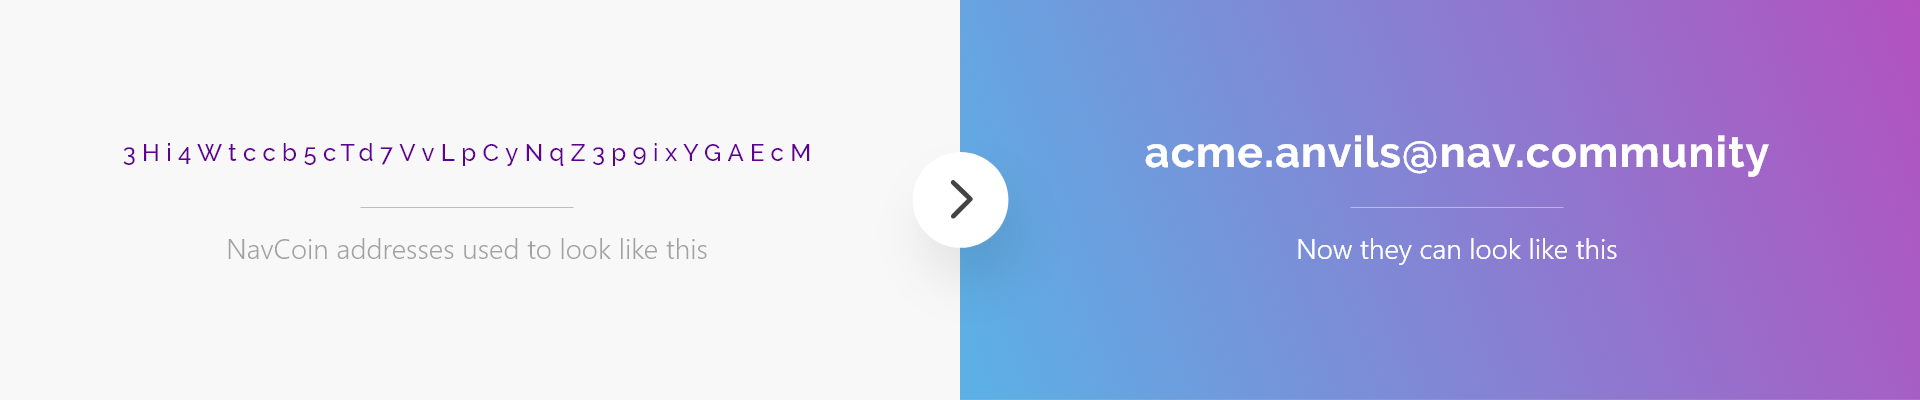 3Hi4Wtccb5cTd7VvLpCyNqZ3p9ixYGAEcM
NavCoin addresses used to look like this
acme.anvils@nav.community
Now they can look like this